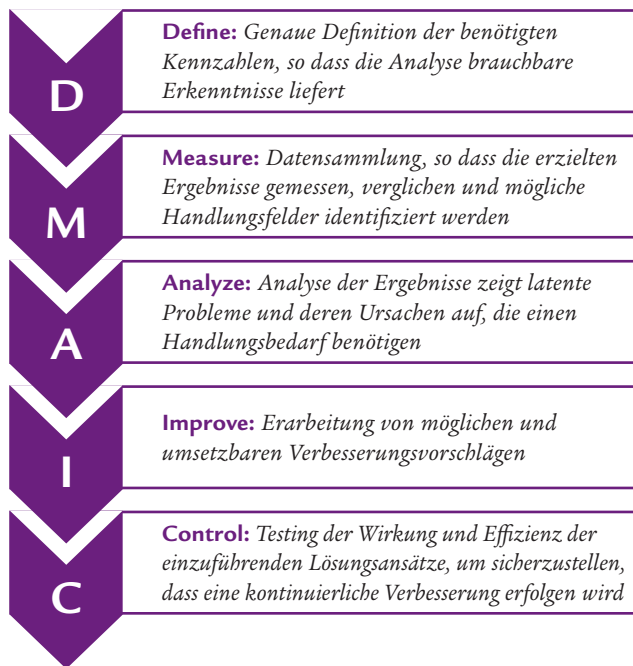 D
Define: Genaue Definition der benötigten
Kennzahlen, so dass die Analyse brauchbare
Erkenntnisse liefert
M
Measure: Datensammlung, so dass die erzielten
Ergebnisse gemessen, verglichen und mögliche
Handlungsfelder identifiziert werden
A
Analyze: Analyse der Ergebnisse zeigt latente
Probleme und deren Ursachen auf, die einen
Handlungsbedarf benötigen
I
Improve: Erarbeitung von möglichen und
umsetzbaren Verbesserungsvorschlägen
C
Control: Testing der Wirkung und Effizienz der
einzuführenden Lösungsansätze, um sicherzustellen,
dass eine kontinuierliche Verbesserung erfolgen wird